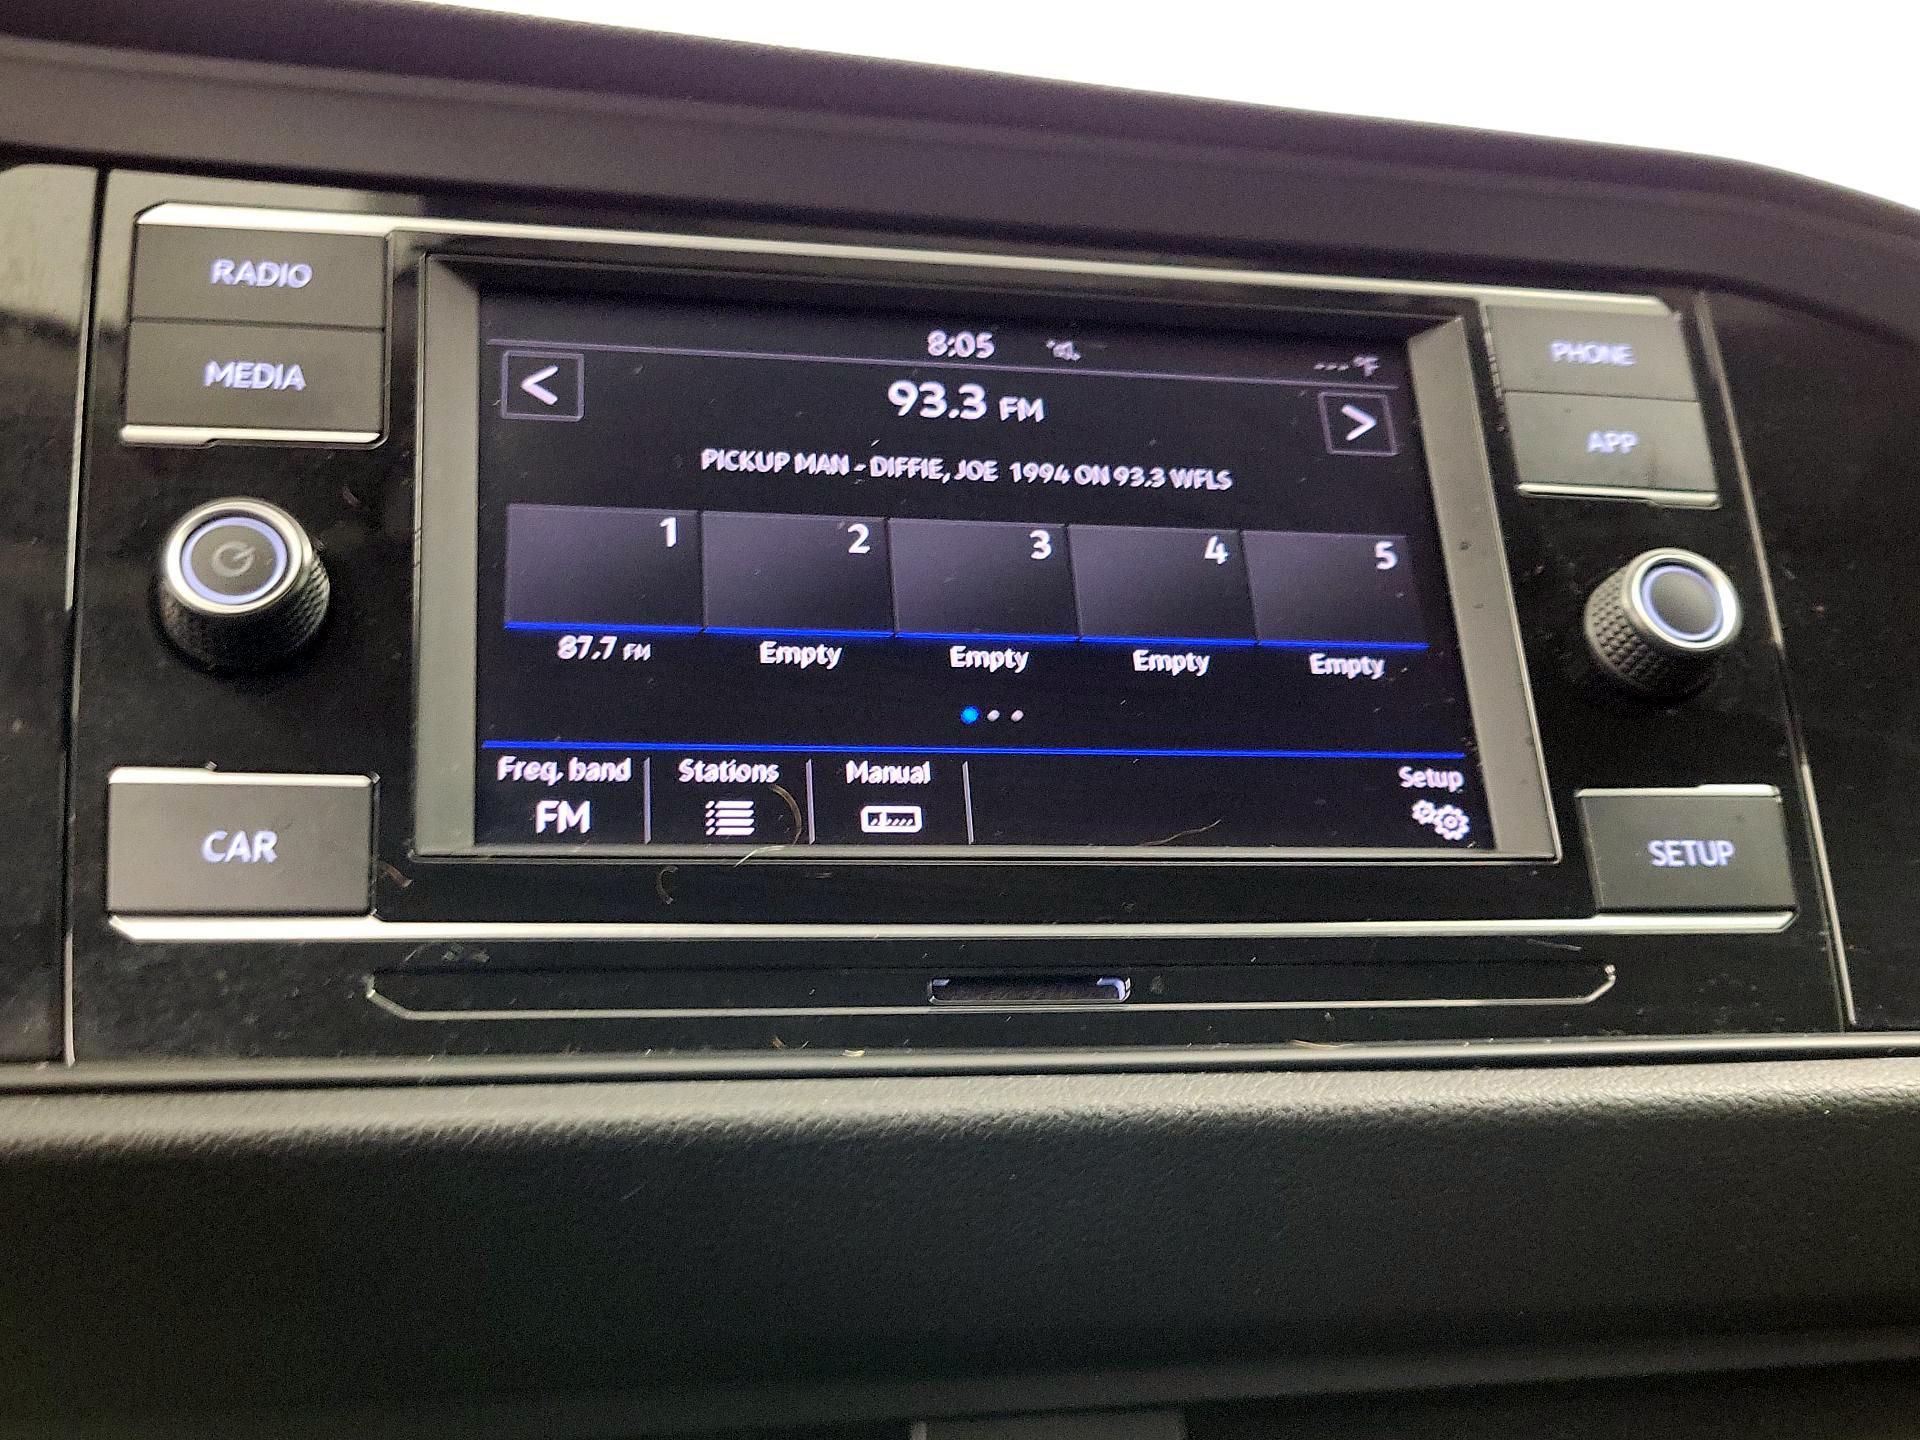 RADIO
MEDIA
CAR
8:05
--- °F
<
93.3 FM
>
PICKUP MAN - DIFFIE, JOE 1994 ON 93.3 WFLS
1 2 3 4 5
87.7 FM Empty Empty Empty Empty
Freq. band Stations Manual Setup
FM
PHONE
APP
SETUP